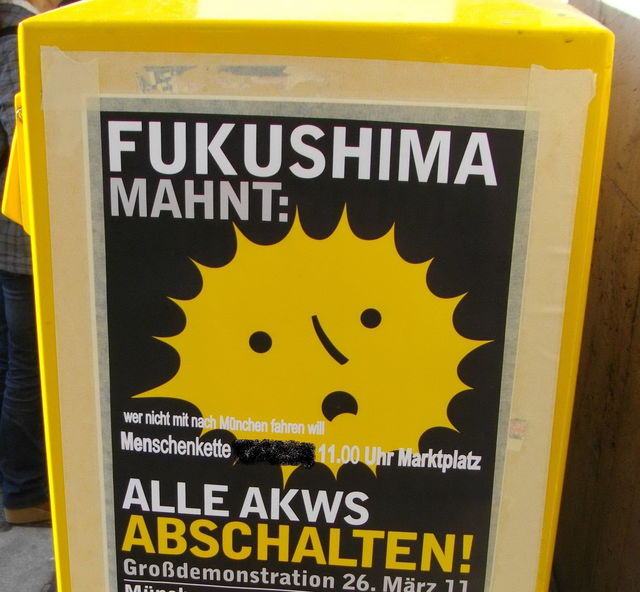 FUKUSHIMA
MAHNT:
wer nicht mit nach München fahren will
Menschenkette 11.00 Uhr Marktplatz
ALLE AKWS
ABSCHALTEN!
Großdemonstration 26. März 11